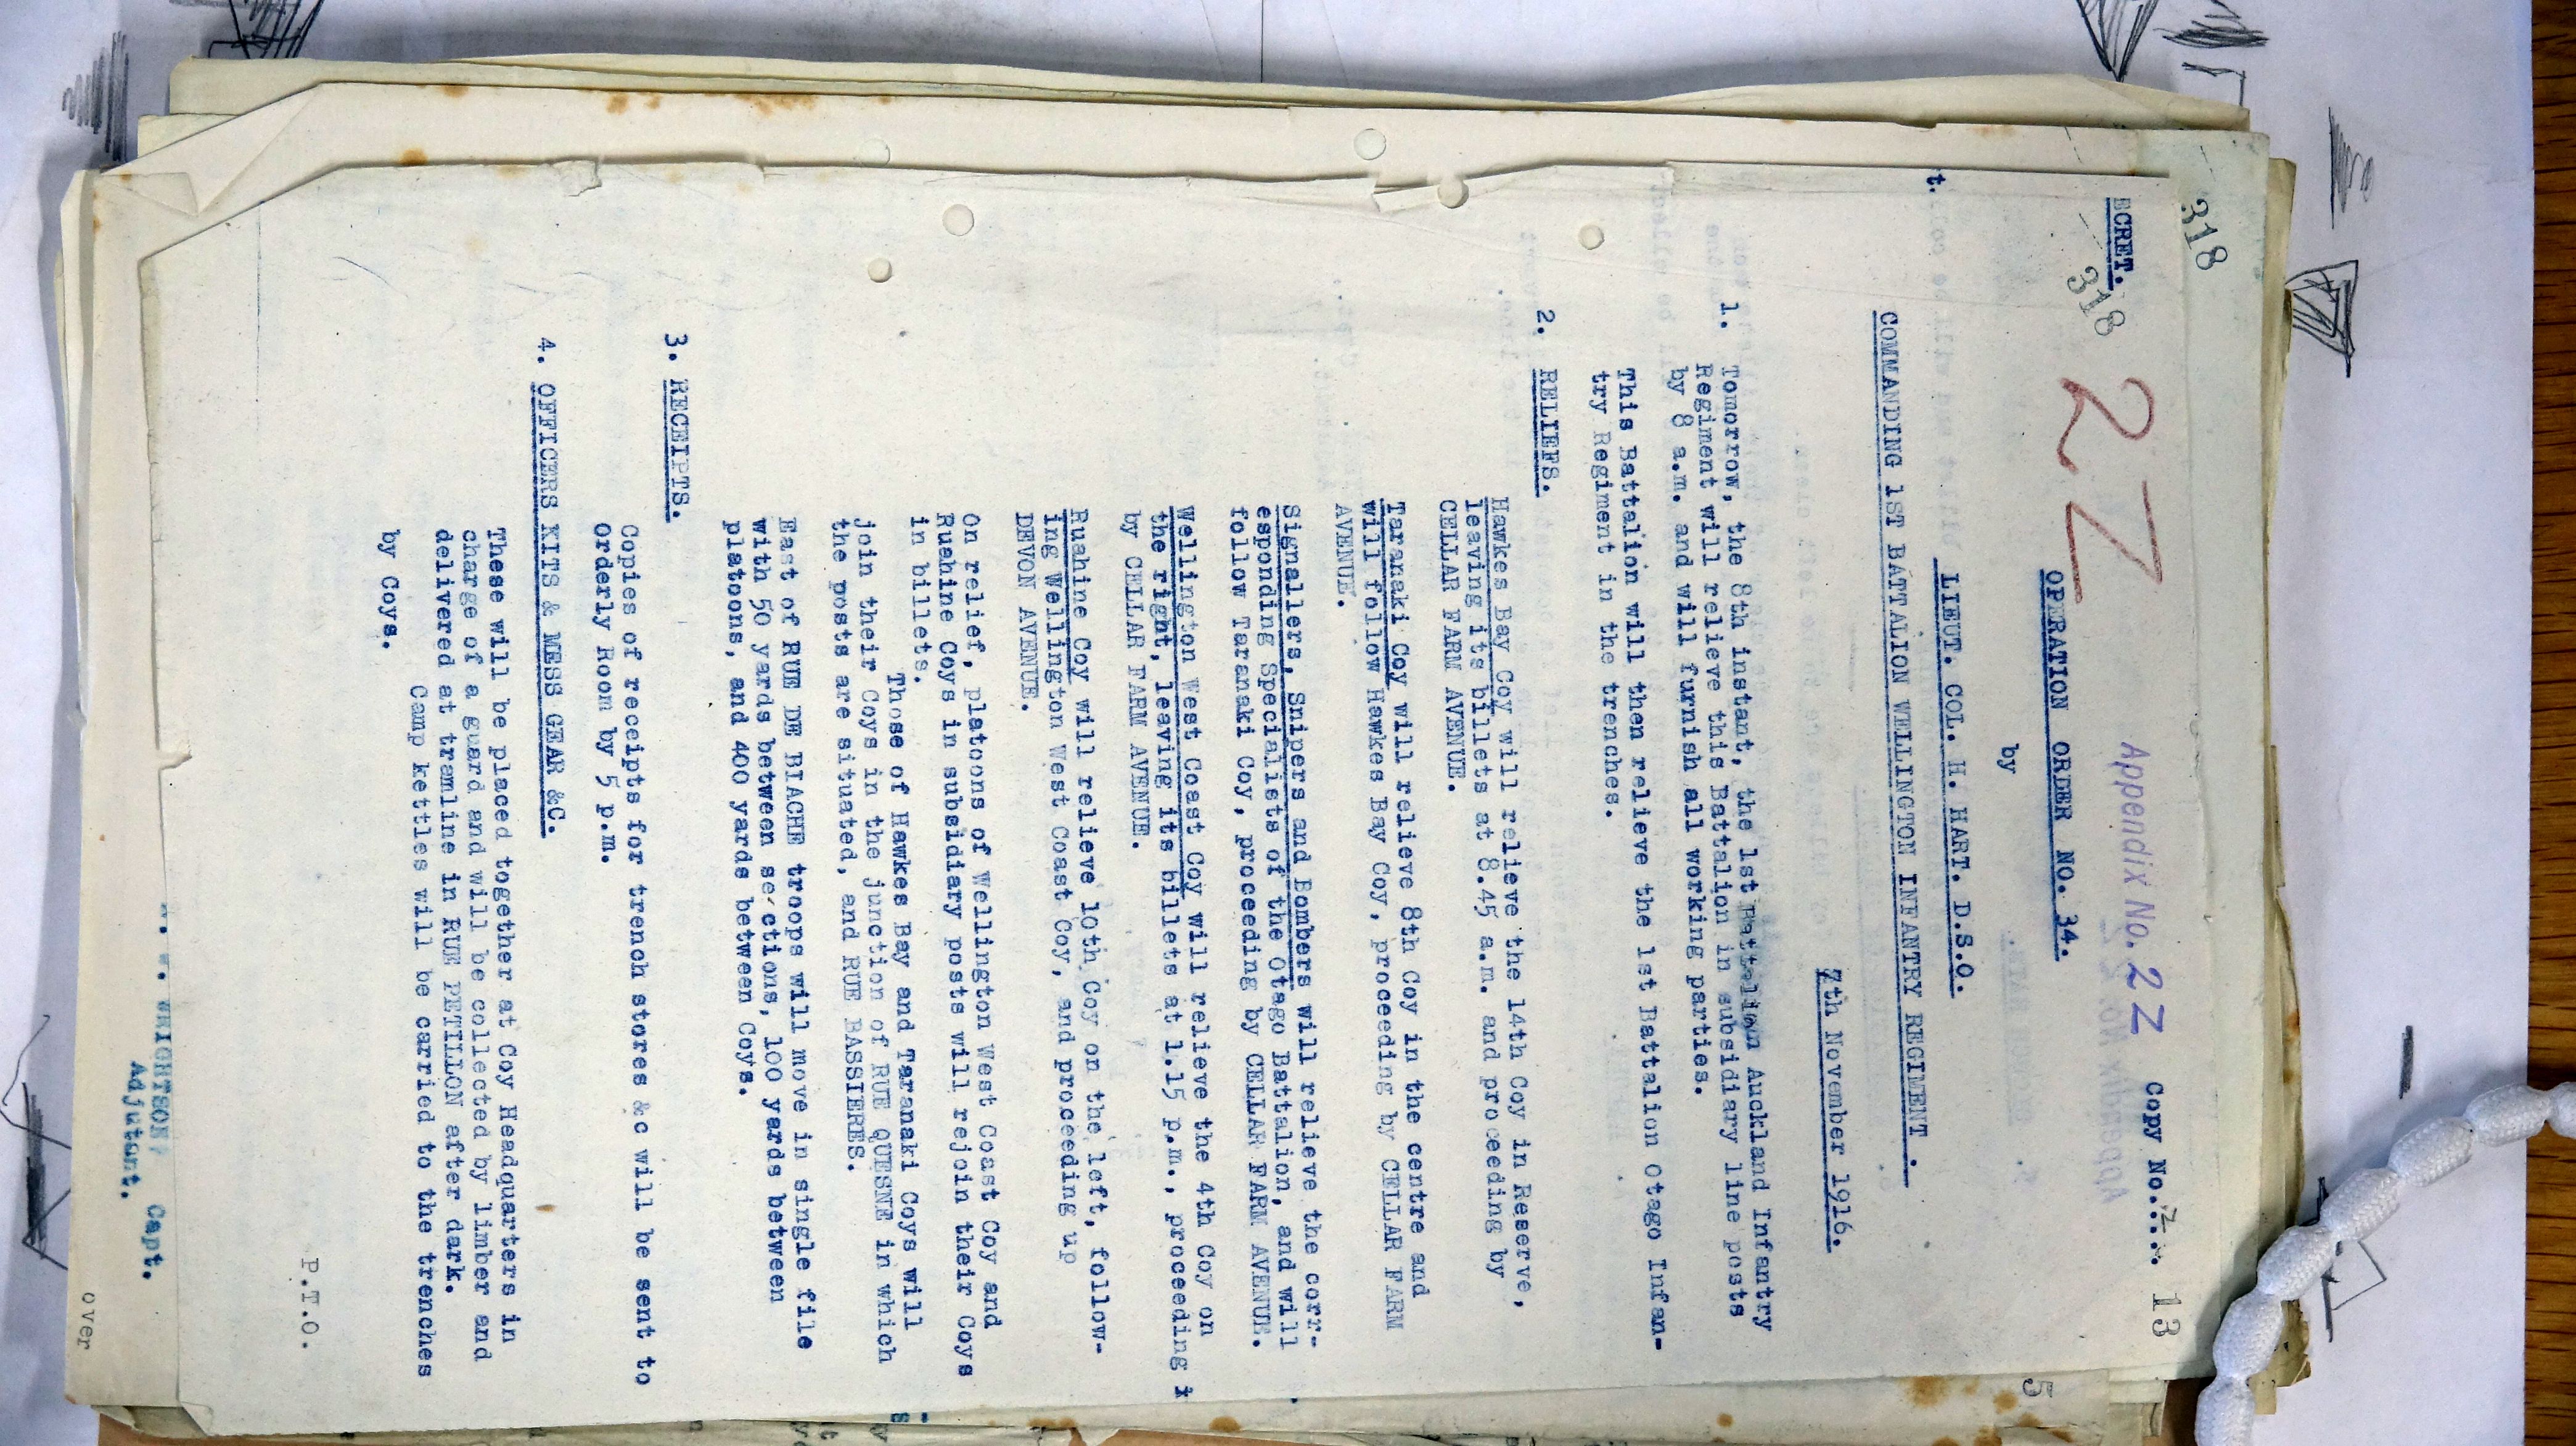 318
ECRET.
318
2Z
Appendix No. 2Z
Copy No.
13
OPERATION ORDER NO. 34.
by
LIEUT. COL. H. HART. D.S.O.
COMMANDING 1ST BATTALION WELLINGTON INFANTRY REGIMENT.
7th November 1916.
1. Tomorrow, the 8th instant, the 1st Battalion Auckland Infantry
Regiment will relieve this Battalion in subsidiary line posts
by 8 a.m. and will furnish all working parties.
This Battalion will then relieve the 1st Battalion Otago Infan-
try Regiment in the trenches.
2. RELIEFS.
Hawkes Bay Coy will relieve the 14th Coy in Reserve,
leaving its billets at 8.45 a.m. and proceeding by
CELLAR FARM AVENUE.
Taranaki Coy will relieve 8th Coy in the centre and
will follow Hawkes Bay Coy, proceeding by CELLAR FARM
AVENUE.
Signallers, Snipers and Bombers will relieve the corr-
esponding Specialists of the Otago Battalion, and will
follow Taranaki Coy, proceeding by CELLAR FARM AVENUE.
Wellington West Coast Coy will relieve the 4th Coy on
the right, leaving its billets at 1.15 p.m., proceeding
by CELLAR FARM AVENUE.
Ruahine Coy will relieve 10th Coy on the left, follow-
ing Wellington West Coast Coy, and proceeding up
DEVON AVENUE.
On relief, platoons of Wellington West Coast Coy and
Ruahine Coys in subsidiary posts will rejoin their Coys
in billets.
Those of Hawkes Bay and Taranaki Coys will
join their Coys in the junction of RUE QUESNE in which
the posts are situated, and RUE BASSIERES.
East of RUE DE BIACHE troops will move in single file
with 50 yards between sections, 100 yards between
platoons, and 400 yards between Coys.
3. RECEIPTS.
Copies of receipts for trench stores &c will be sent to
Orderly Room by 5 p.m.
4. OFFICERS KITS & MESS GEAR &C.
These will be placed together at Coy Headquarters in
charge of a guard and will be collected by limber and
delivered at tramline in RUE PETILLON after dark.
Camp kettles will be carried to the trenches
by Coys.
P.T.O.
WRIGHTSON, Capt.
Adjutant.
over